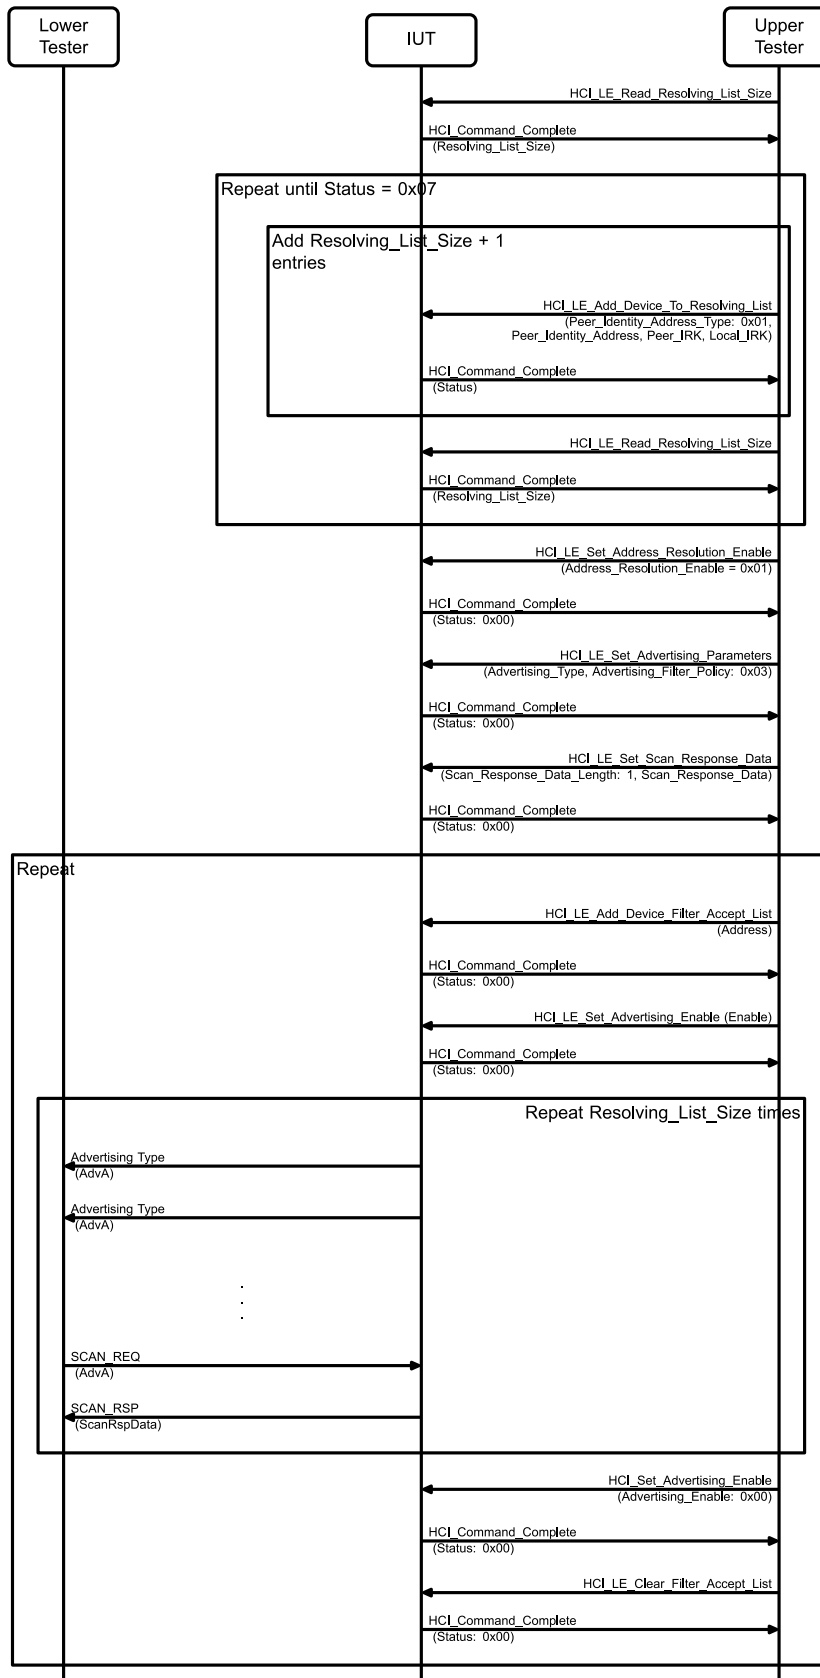 Lower
Tester
IUT
Upper
Tester
HCI_LE_Read_Resolving_List_Size
HCI_Command_Complete
(Resolving_List_Size)
Repeat until Status = 0x07
Add Resolving_List_Size + 1
entries
HCI_LE_Add_Device_To_Resolving_List
(Peer_Identity_Address_Type: 0x01,
Peer_Identity_Address, Peer_IRK, Local_IRK)
HCI_Command_Complete
(Status)
HCI_LE_Read_Resolving_List_Size
HCI_Command_Complete
(Resolving_List_Size)
HCI_LE_Set_Address_Resolution_Enable
(Address_Resolution_Enable = 0x01)
HCI_Command_Complete
(Status: 0x00)
HCI_LE_Set_Advertising_Parameters
(Advertising_Type, Advertising_Filter_Policy: 0x03)
HCI_Command_Complete
(Status: 0x00)
HCI_LE_Set_Scan_Response_Data
(Scan_Response_Data_Length: 1, Scan_Response_Data)
HCI_Command_Complete
(Status: 0x00)
Repeat
HCI_LE_Add_Device_Filter_Accept_List
(Address)
HCI_Command_Complete
(Status: 0x00)
HCI_LE_Set_Advertising_Enable (Enable)
HCI_Command_Complete
(Status: 0x00)
Repeat Resolving_List_Size times
Advertising Type
(AdvA)
Advertising Type
(AdvA)
.
.
.
SCAN_REQ
(AdvA)
SCAN_RSP
(ScanRspData)
HCI_Set_Advertising_Enable
(Advertising_Enable: 0x00)
HCI_Command_Complete
(Status: 0x00)
HCI_LE_Clear_Filter_Accept_List
HCI_Command_Complete
(Status: 0x00)